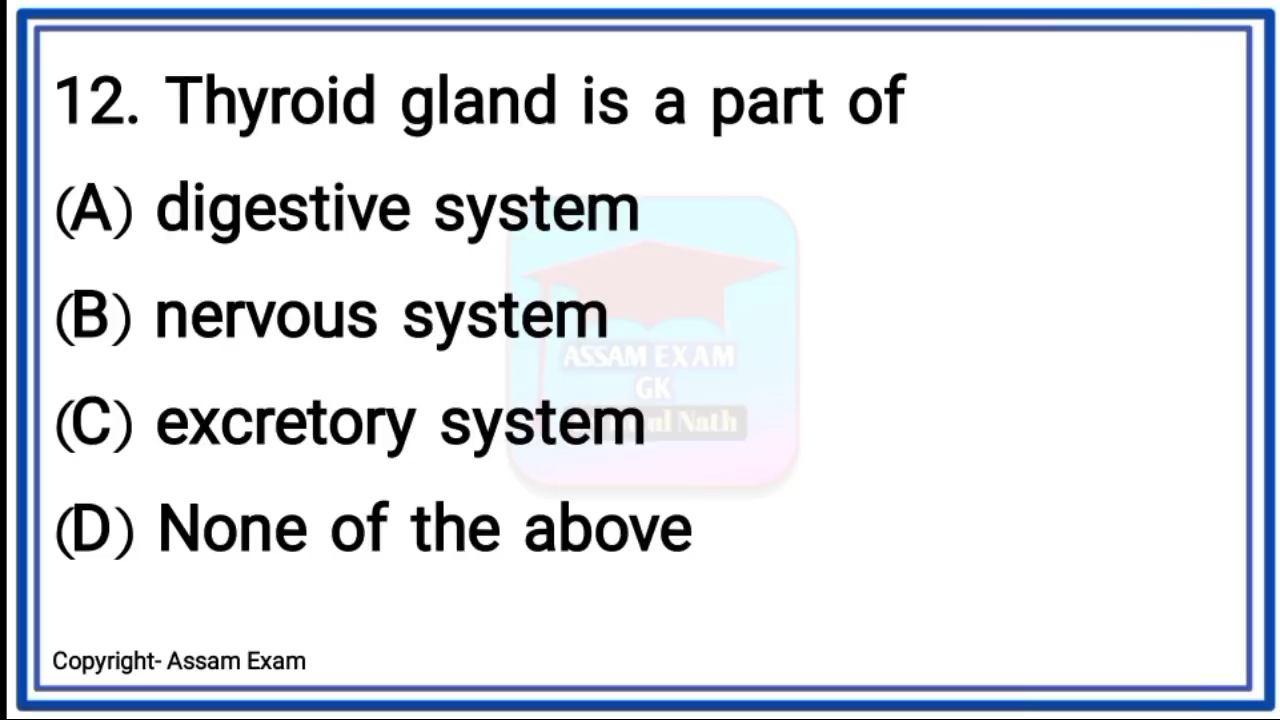 12. Thyroid gland is a part of
(A) digestive system
(B) nervous system
(C) excretory system
(D) None of the above
ASSAM EXAM
GK
Nath
Copyright- Assam Exam